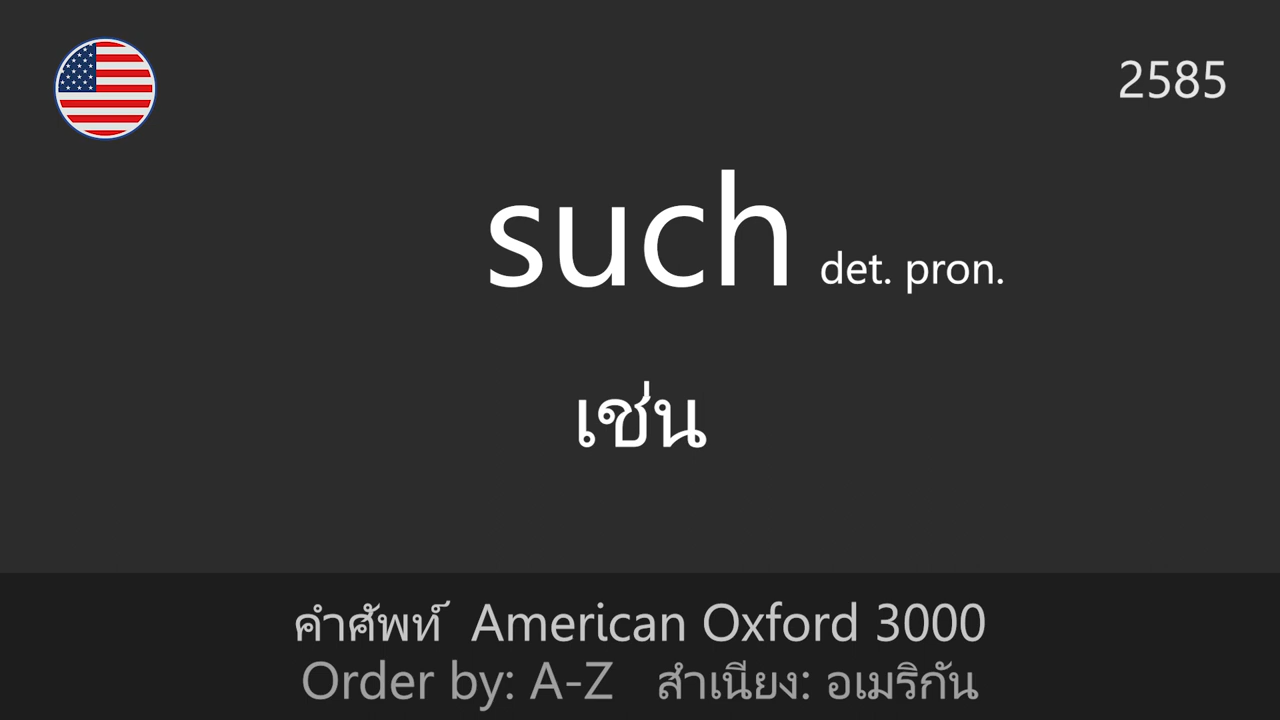 2585
such det. pron.
เช่น
คำศัพท์ American Oxford 3000
Order by: A-Z สำเนียง: อเมริกัน